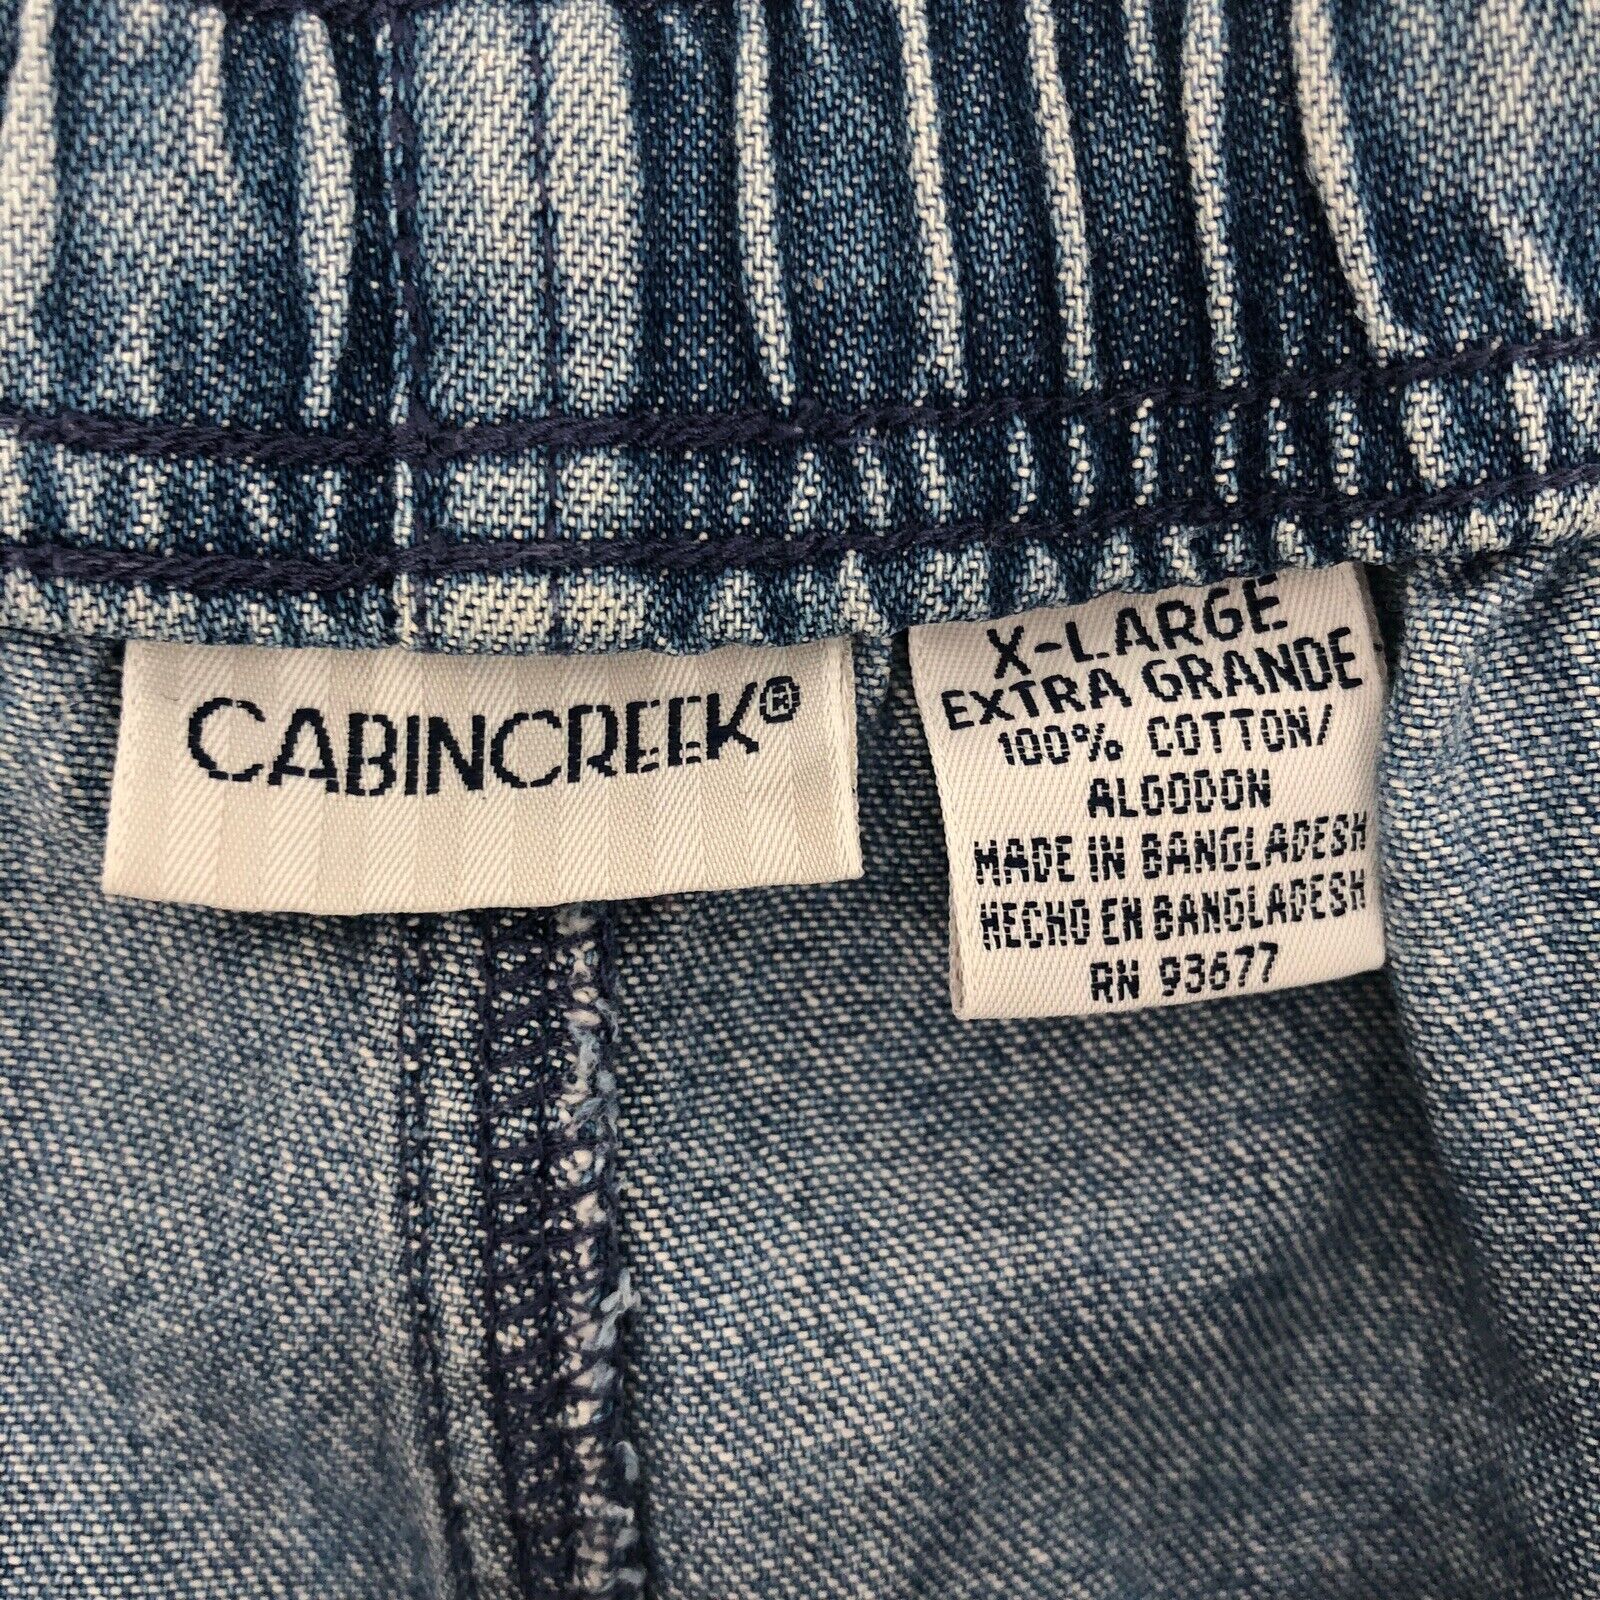 CABINCREEK®
X-LARGE
EXTRA GRANDE
100% COTTON/
ALGODON
MADE IN BANGLADESH
HECHO EN BANGLADESH
RN 93677